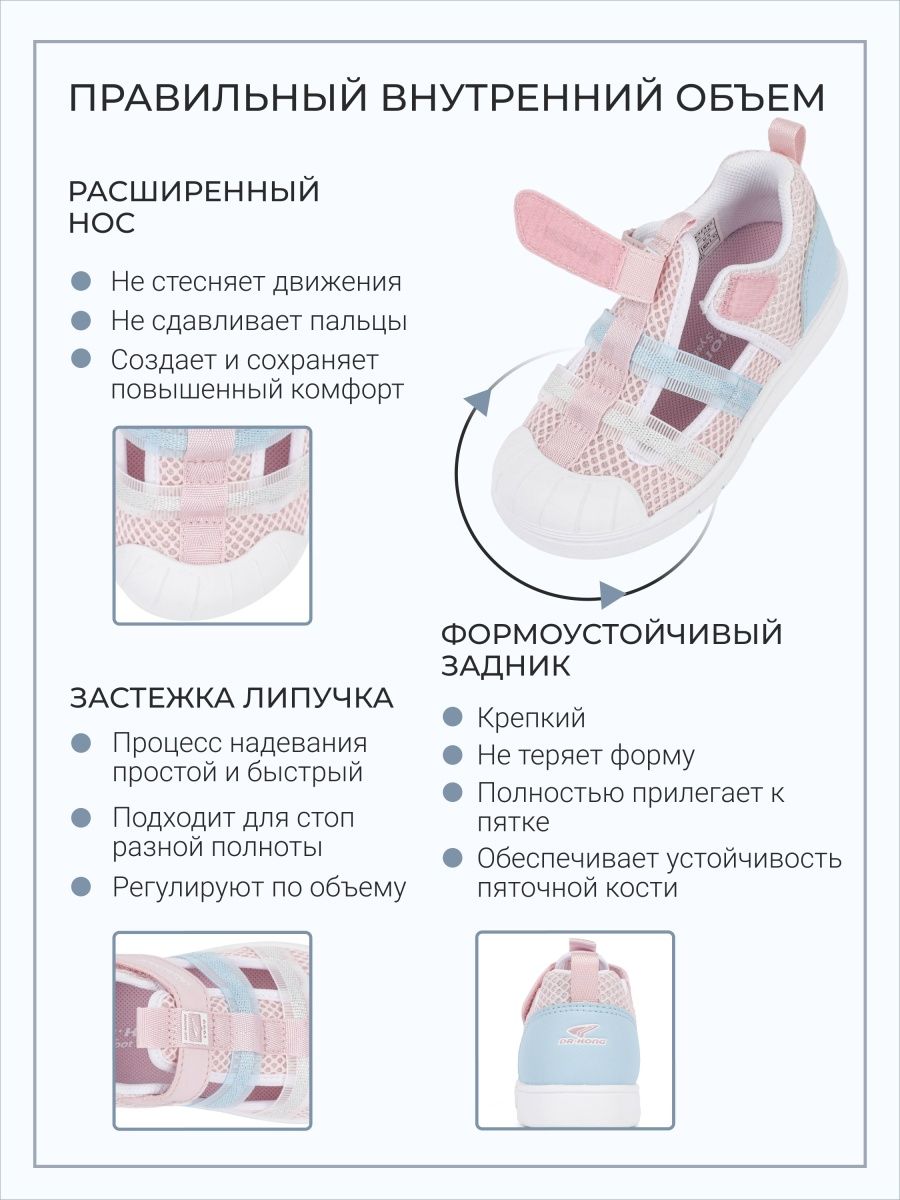 ПРАВИЛЬНЫЙ ВНУТРЕННИЙ ОБЪЕМ
РАСШИРЕННЫЙ
НОС
Не стесняет движения
Не сдавливает пальцы
Создает и сохраняет
повышенный комфорт
ЗАСТЕЖКА ЛИПУЧКА
Процесс надевания
простой и быстрый
Подходит для стоп
разной полноты
Регулируют по объему
ФОРМОУСТОЙЧИВЫЙ
ЗАДНИК
Крепкий
Не теряет форму
Полностью прилегает к
пятке
Обеспечивает устойчивость
пяточной кости
DR·KONG